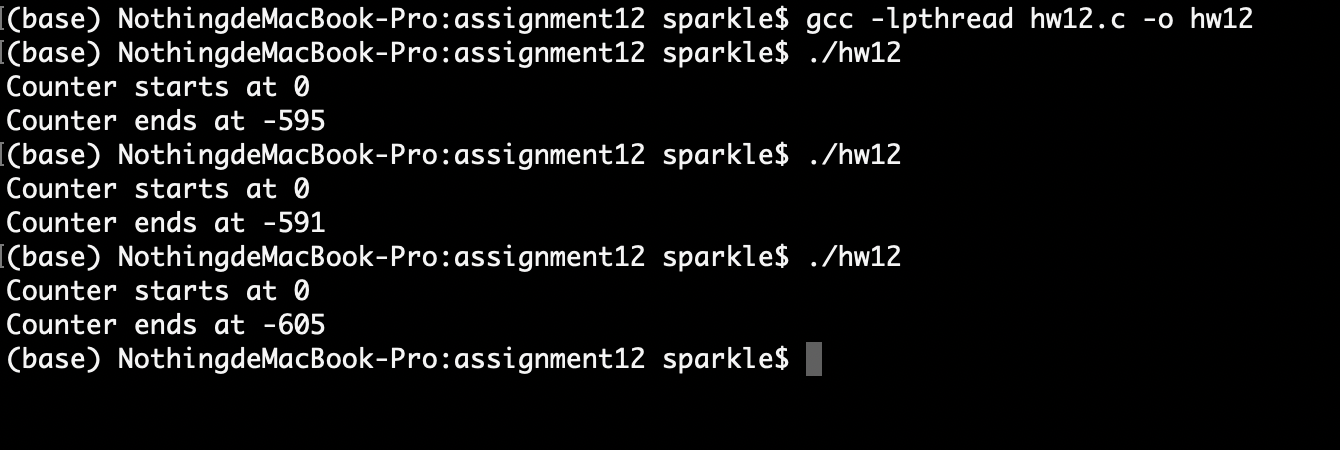 (base) NothingdeMacBook-Pro:assignment12 sparkle$ gcc -lpthread hw12.c -o hw12
(base) NothingdeMacBook-Pro:assignment12 sparkle$ ./hw12
Counter starts at 0
Counter ends at -595
(base) NothingdeMacBook-Pro:assignment12 sparkle$ ./hw12
Counter starts at 0
Counter ends at -591
(base) NothingdeMacBook-Pro:assignment12 sparkle$ ./hw12
Counter starts at 0
Counter ends at -605
(base) NothingdeMacBook-Pro:assignment12 sparkle$